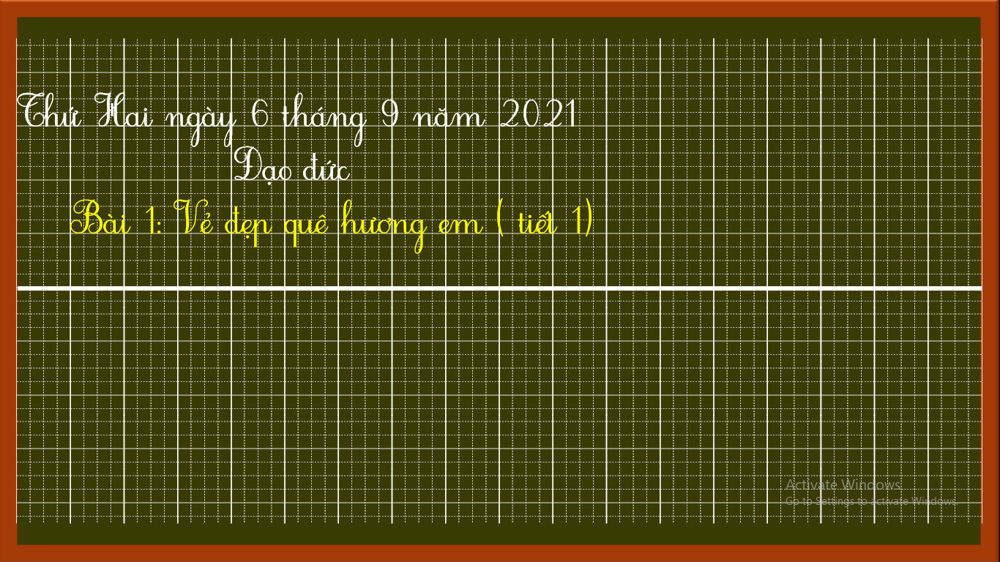 Thứ Hai ngày 6 tháng 9 năm 2021
Đạo đức
Bài 1: Vẻ đẹp quê hương em ( tiết 1)
Activate Windows
Go to Settings to activate Windows.